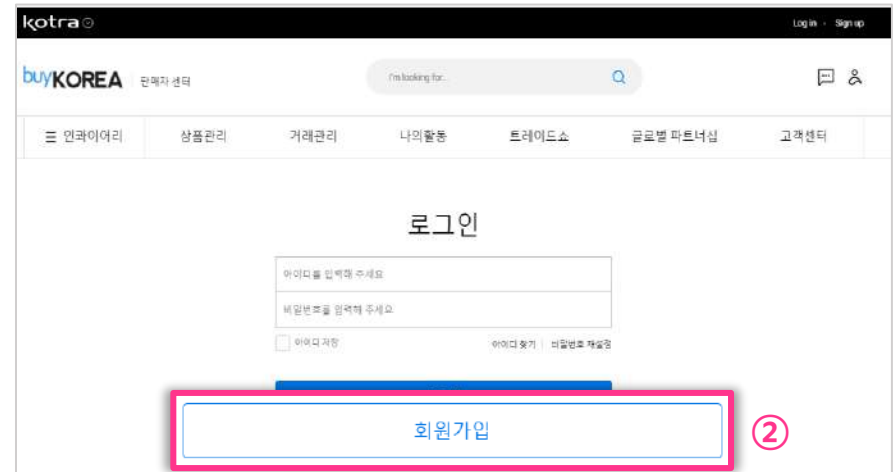 kotra
Log in · Sign up
buyKOREA 판매자 센터
I'm looking for...
인콰이어리 상품관리 거래관리 나의활동 트레이드쇼 글로벌 파트너십 고객센터
로그인
아이디를 입력해 주세요
비밀번호를 입력해 주세요
아이디 저장 아이디 찾기 비밀번호 재설정
회원가입 ②